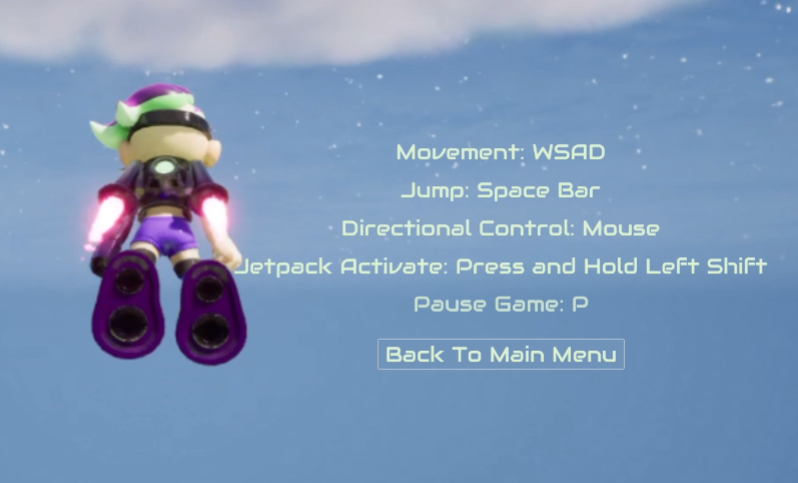 Movement: WSAD
Jump: Space Bar
Directional Control: Mouse
Jetpack Activate: Press and Hold Left Shift
Pause Game: P
Back To Main Menu